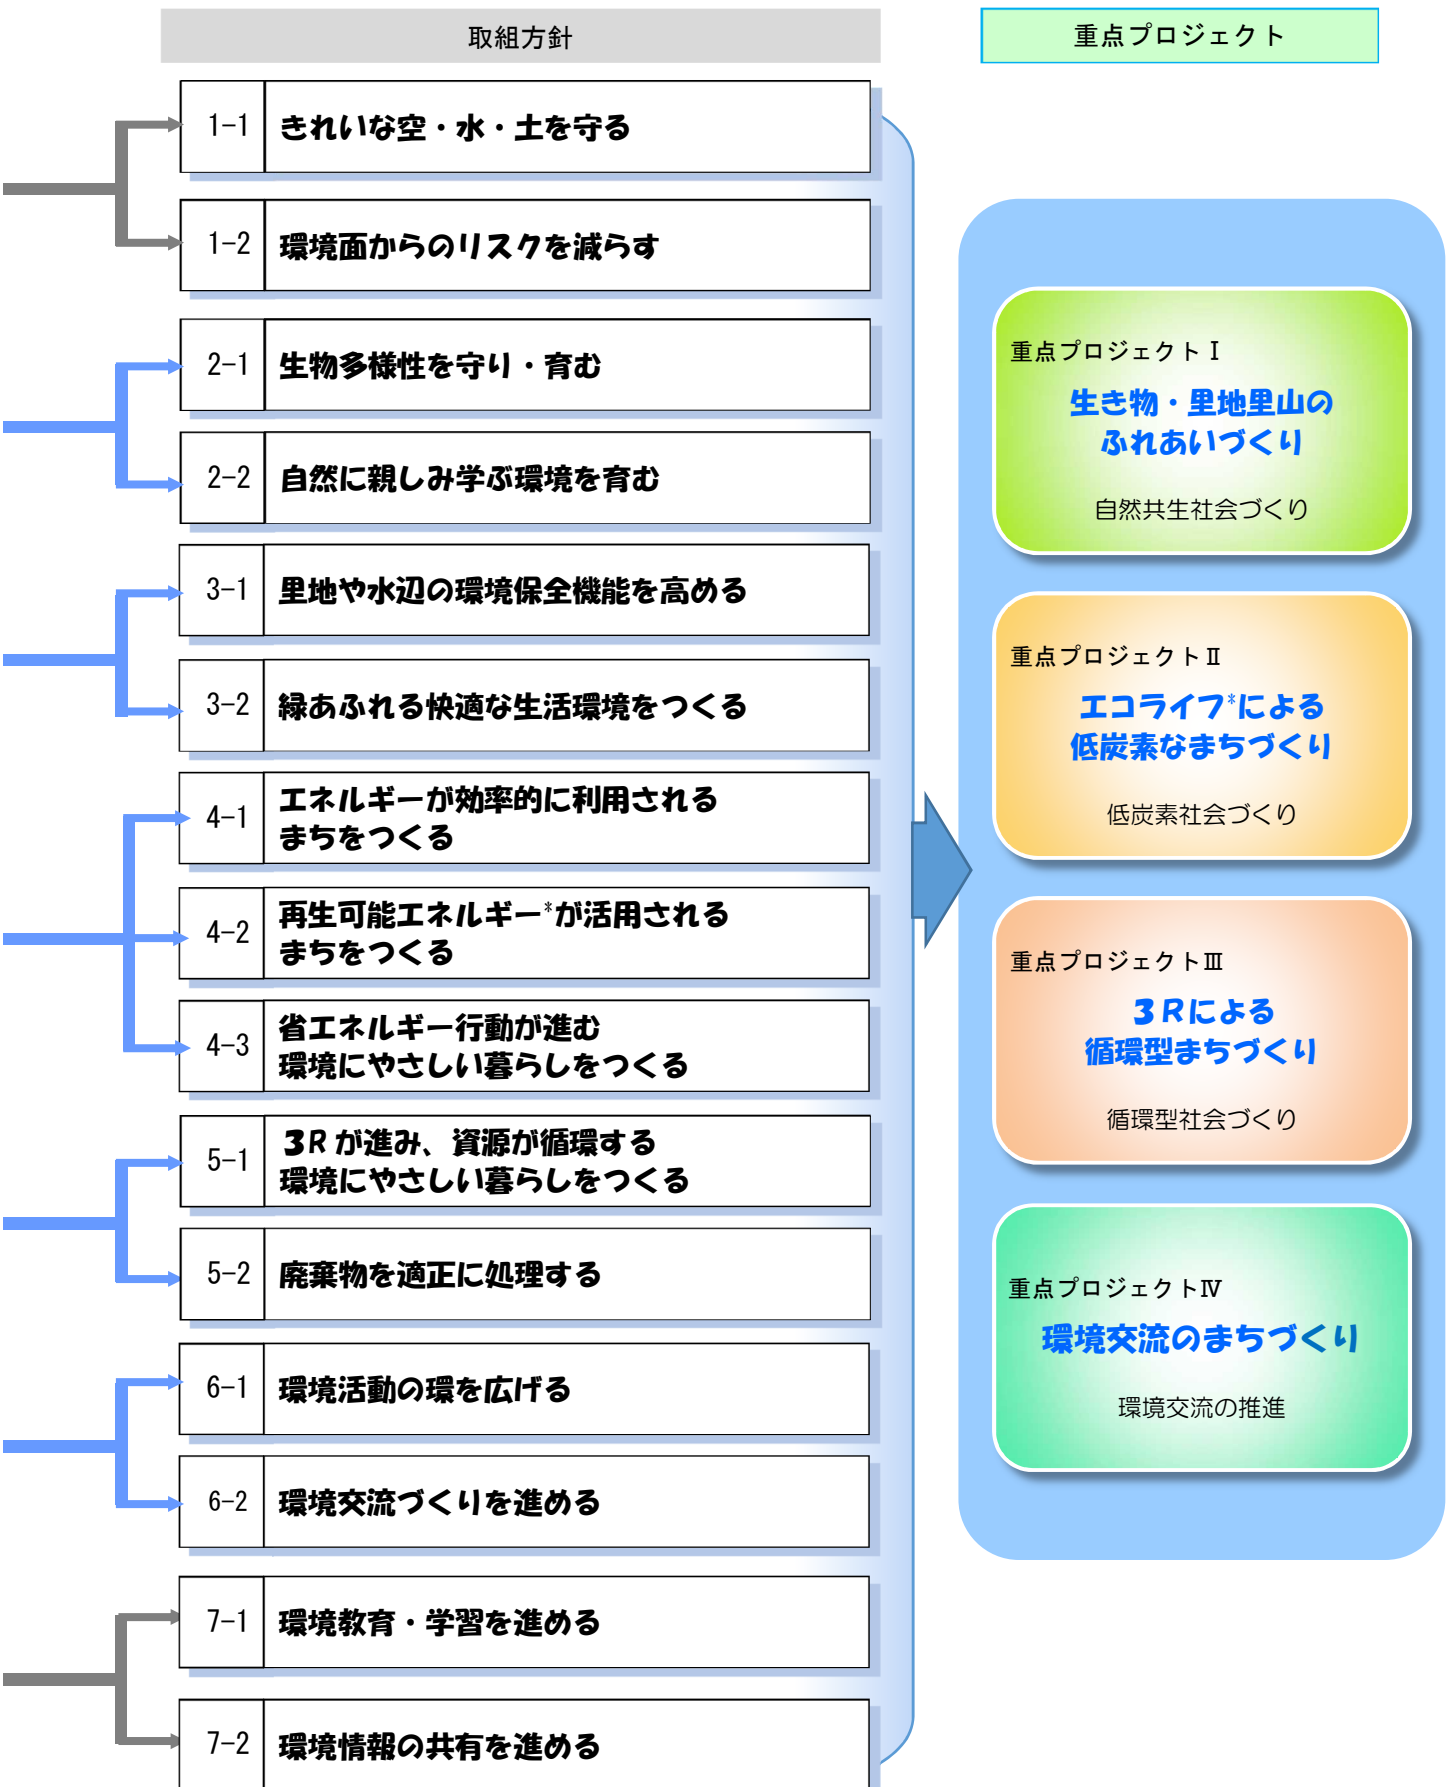 取組方針
1-1 きれいな空・水・土を守る
1-2 環境面からのリスクを減らす
2-1 生物多様性を守り・育む
2-2 自然に親しみ学ぶ環境を育む
3-1 里地や水辺の環境保全機能を高める
3-2 緑あふれる快適な生活環境をつくる
4-1 エネルギーが効率的に利用される
まちをつくる
4-2 再生可能エネルギー*が活用される
まちをつくる
4-3 省エネルギー行動が進む
環境にやさしい暮らしをつくる
5-1 3Rが進み、資源が循環する
環境にやさしい暮らしをつくる
5-2 廃棄物を適正に処理する
6-1 環境活動の環を広げる
6-2 環境交流づくりを進める
7-1 環境教育・学習を進める
7-2 環境情報の共有を進める
重点プロジェクト
重点プロジェクトⅠ
生き物・里地里山の
ふれあいづくり
自然共生社会づくり
重点プロジェクトⅡ
エコライフ*による
低炭素なまちづくり
低炭素社会づくり
重点プロジェクトⅢ
3Rによる
循環型まちづくり
循環型社会づくり
重点プロジェクトⅣ
環境交流のまちづくり
環境交流の推進